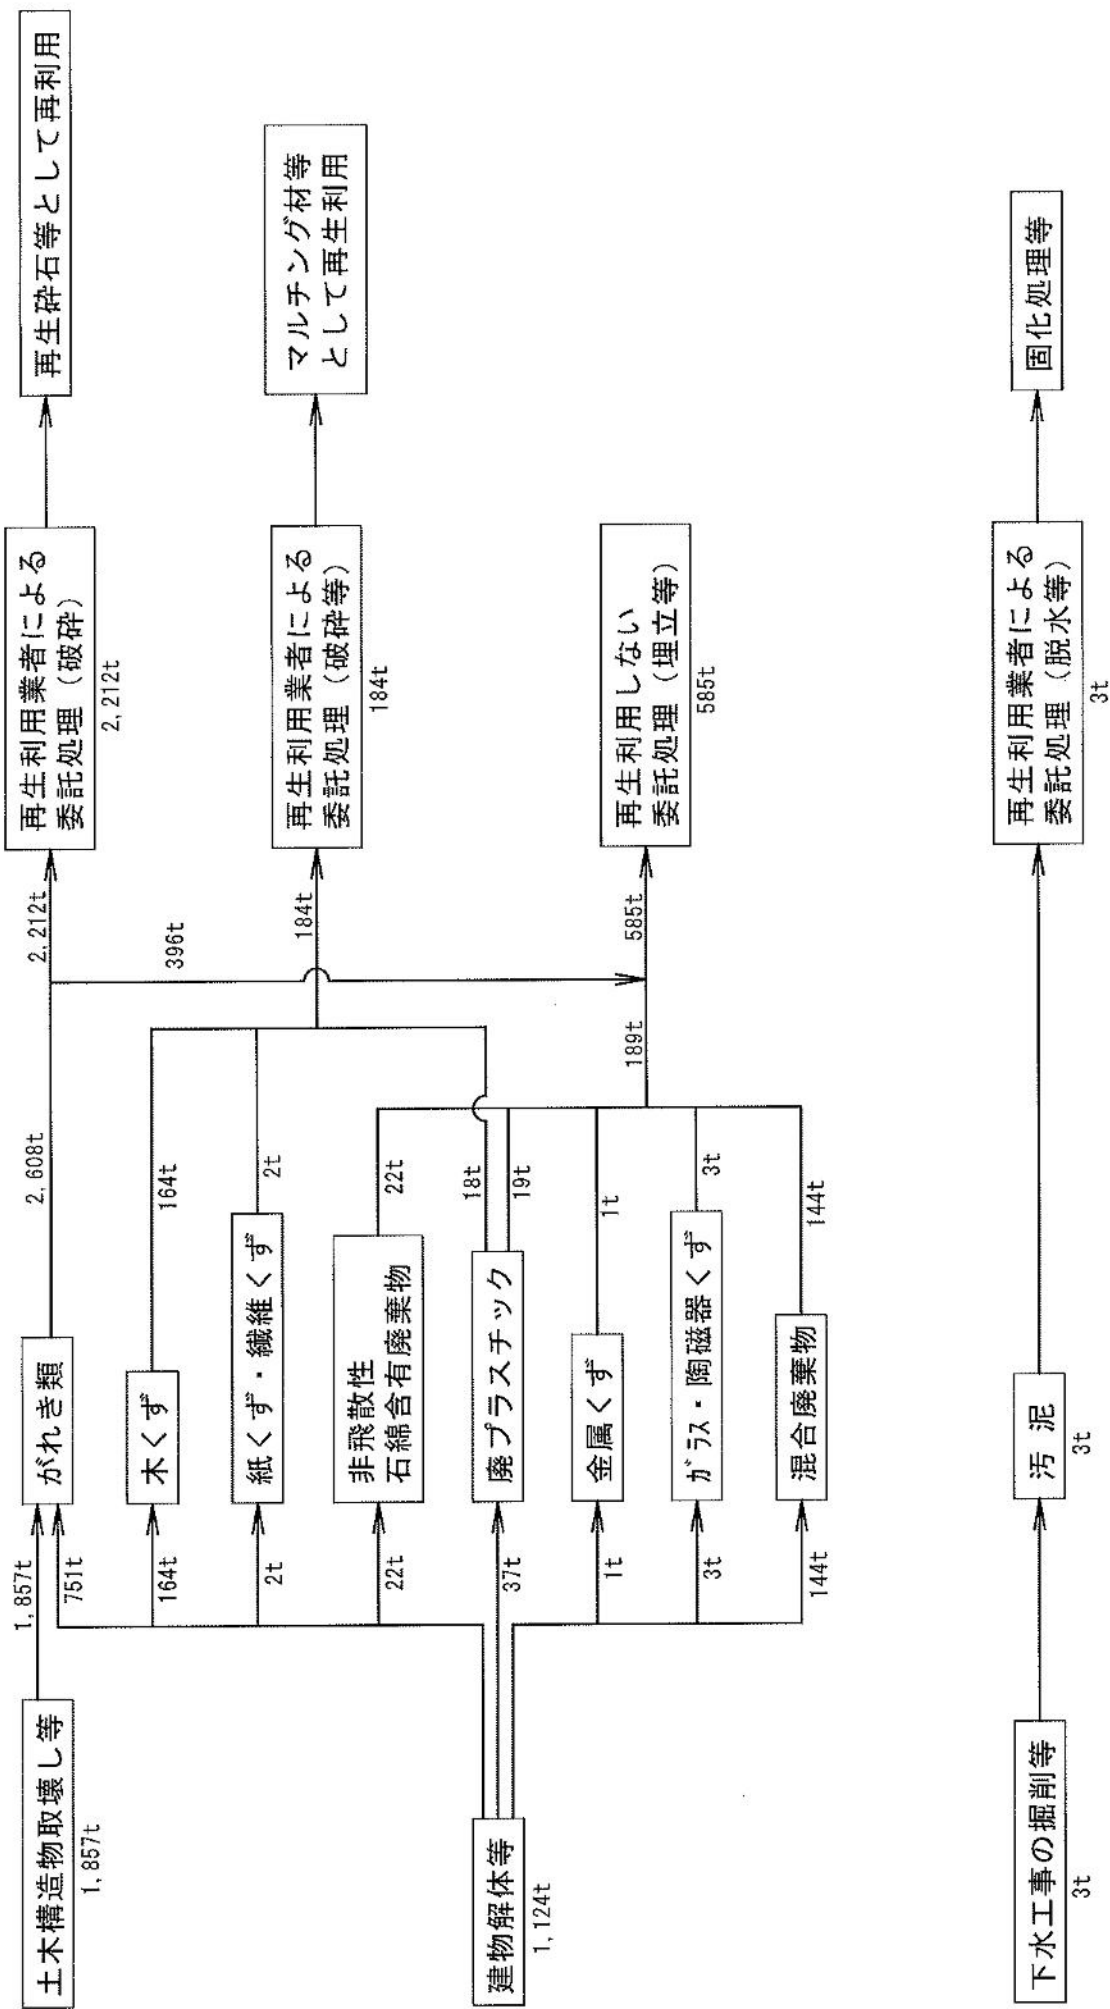 土木構造物取壊し等
1,857t
1,857t
751t
がれき類
2,608t
2,212t
396t
再生利用業者による
委託処理（破砕）
2,212t
再生砕石等として再利用
164t
木くず
164t
2t
紙くず・繊維くず
2t
184t
再生利用業者による
委託処理（破砕等）
184t
マルチング材等
として再生利用
建物解体等
1,124t
22t
非飛散性
石綿含有廃棄物
22t
37t
廃プラスチック
18t
19t
1t
金属くず
1t
3t
ガラス・陶磁器くず
3t
144t
混合廃棄物
144t
189t
585t
再生利用しない
委託処理（埋立等）
585t
下水工事の掘削等
3t
汚泥
3t
再生利用業者による
委託処理（脱水等）
3t
固化処理等